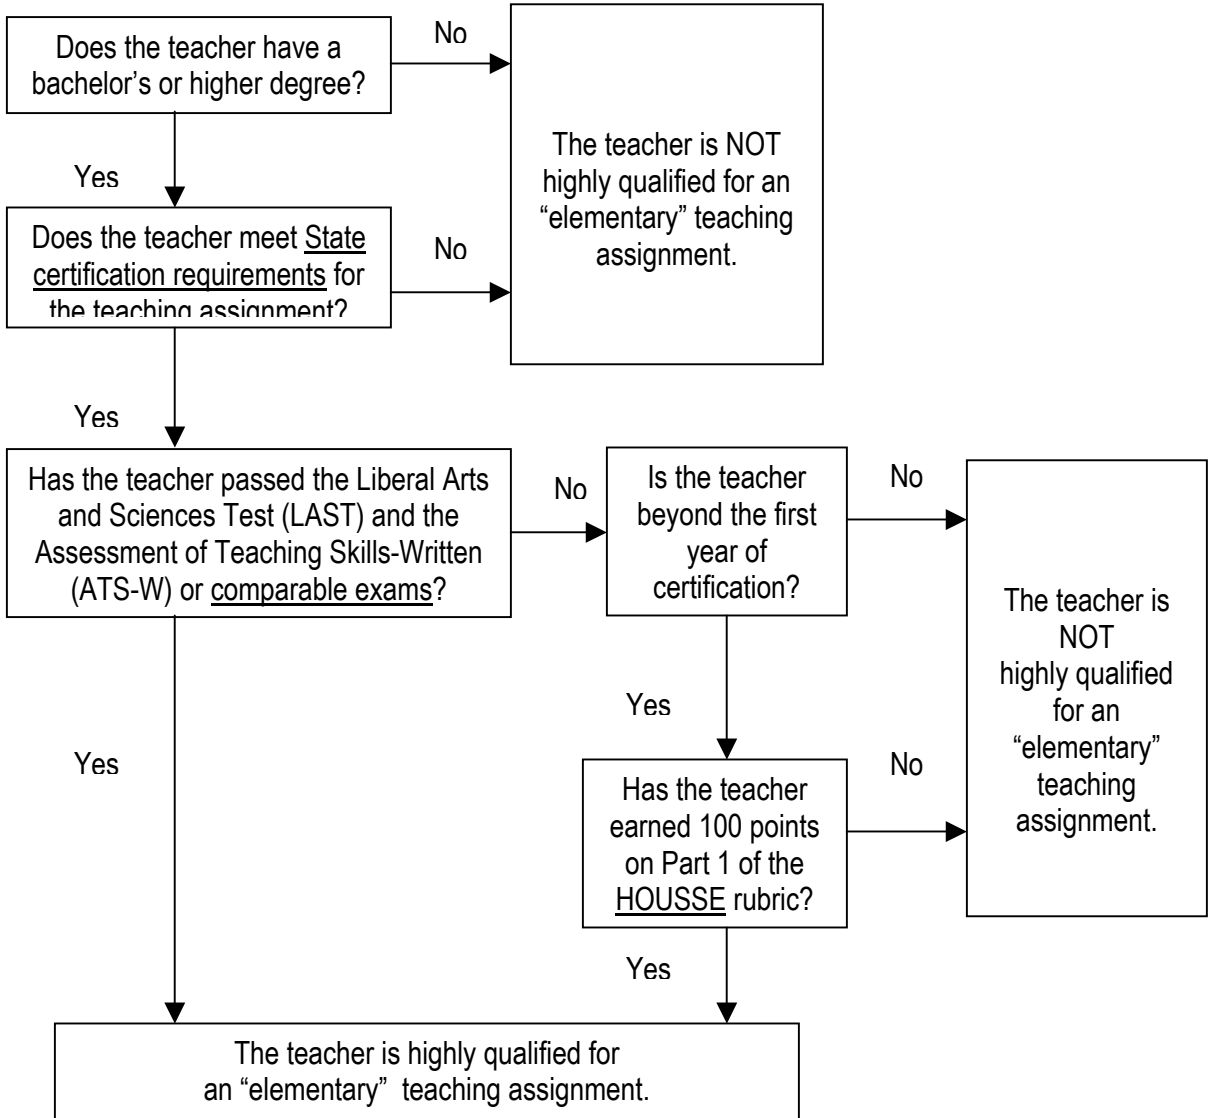 Does the teacher have a
bachelor’s or higher degree?
No
The teacher is NOT
highly qualified for an
“elementary” teaching
assignment.
Yes
Does the teacher meet State
certification requirements for
the teaching assignment?
No
Yes
Has the teacher passed the Liberal Arts
and Sciences Test (LAST) and the
Assessment of Teaching Skills-Written
(ATS-W) or comparable exams?
No
Is the teacher
beyond the first
year of
certification?
No
The teacher is
NOT
highly qualified
for an
“elementary”
teaching
assignment.
Yes
Yes
Has the teacher
earned 100 points
on Part 1 of the
HOUSSE rubric?
No
Yes
The teacher is highly qualified for
an “elementary” teaching assignment.